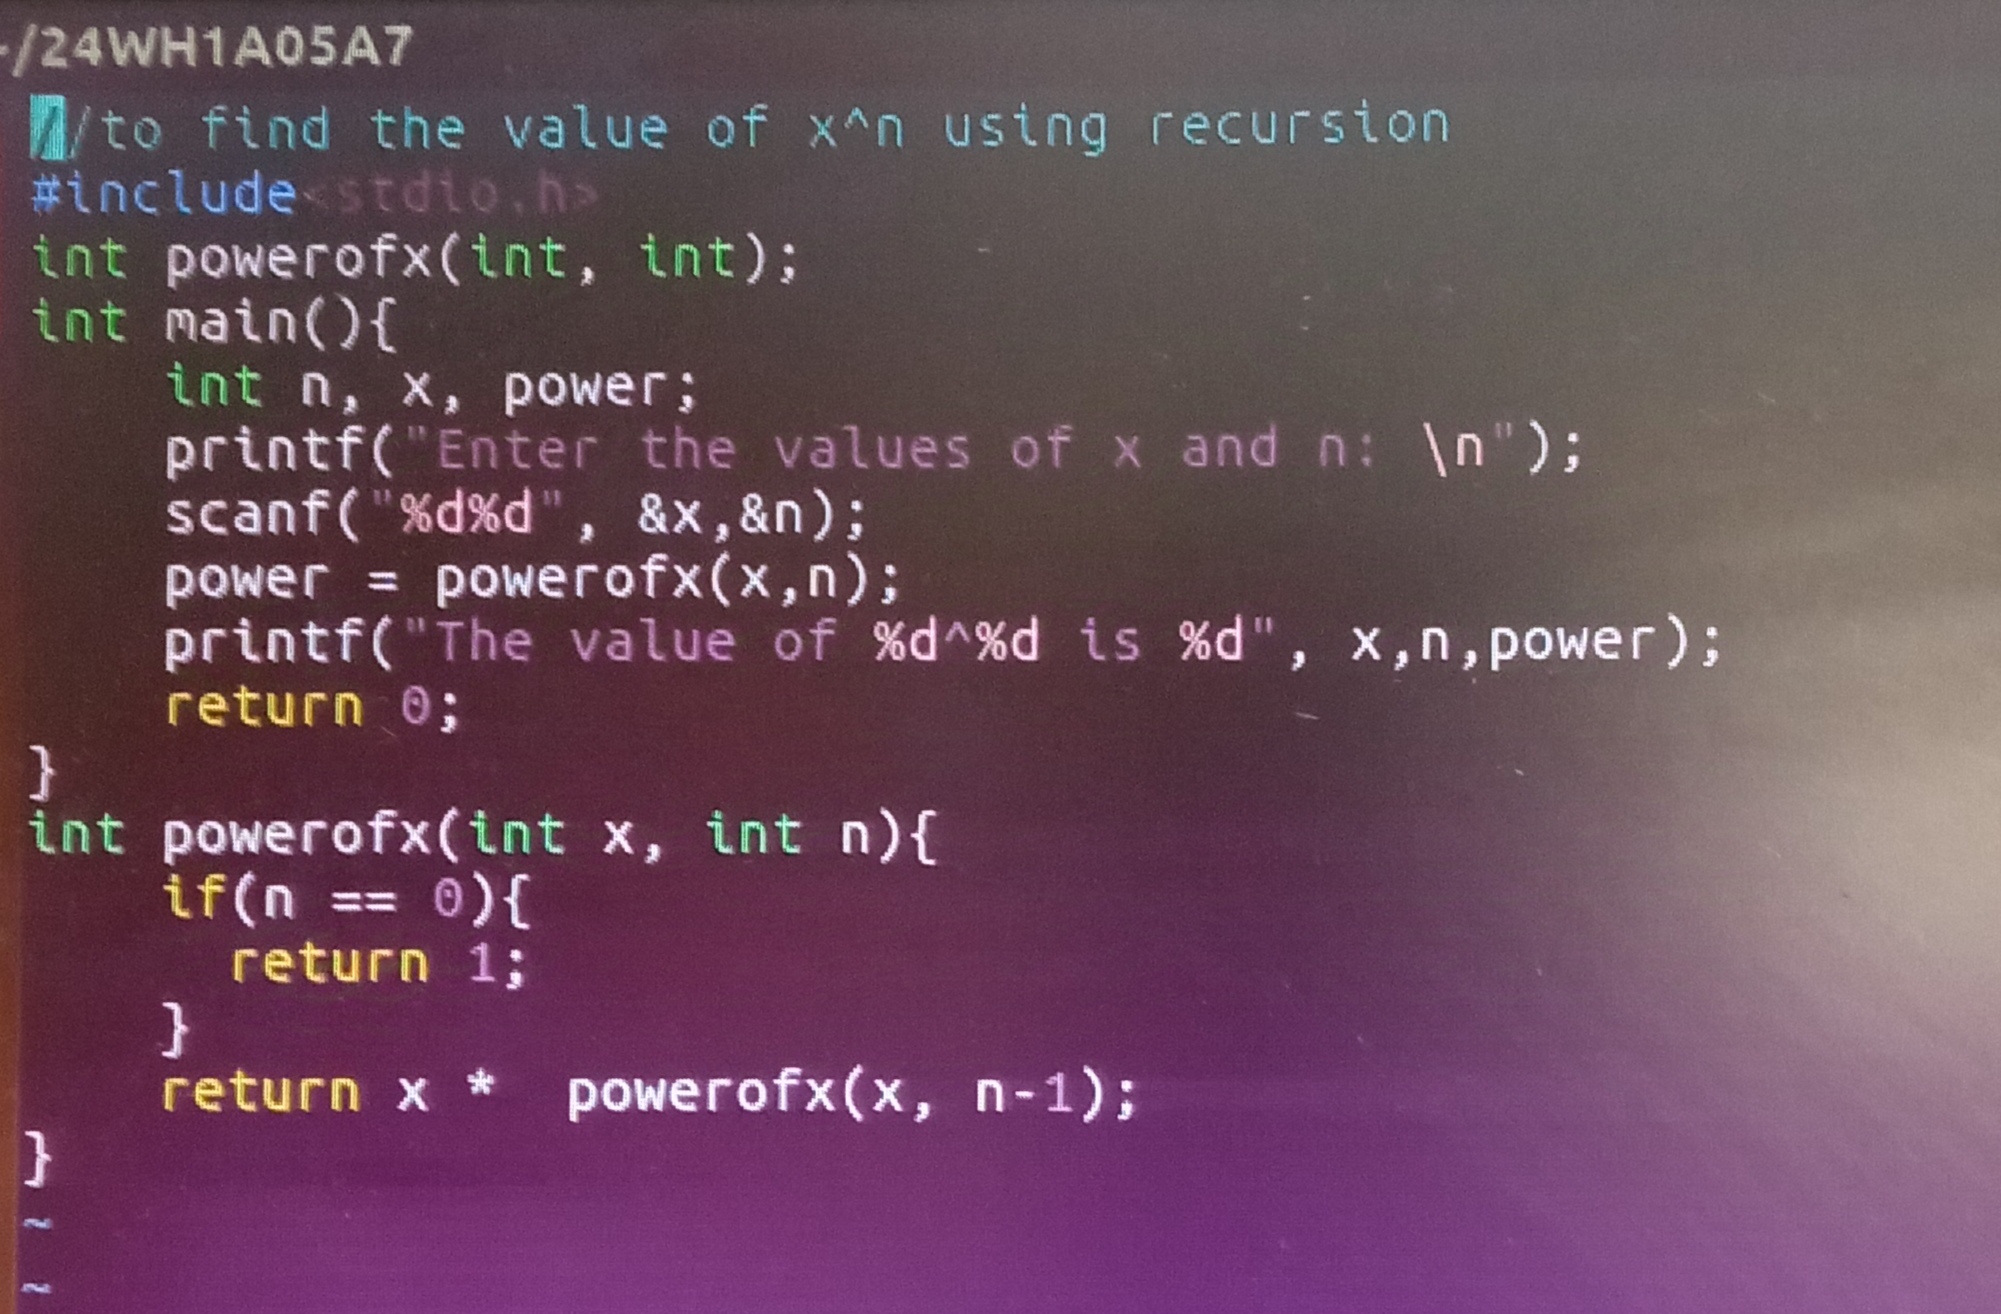 ~/24WH1A05A7
//to find the value of x^n using recursion
#include<stdio.h>
int powerofx(int, int);
int main(){
    int n, x, power;
    printf("Enter the values of x and n: \n");
    scanf("%d%d", &x,&n);
    power = powerofx(x,n);
    printf("The value of %d^%d is %d", x,n,power);
    return 0;
}
int powerofx(int x, int n){
    if(n == 0){
      return 1;
    }
    return x *  powerofx(x, n-1);
}
~
~